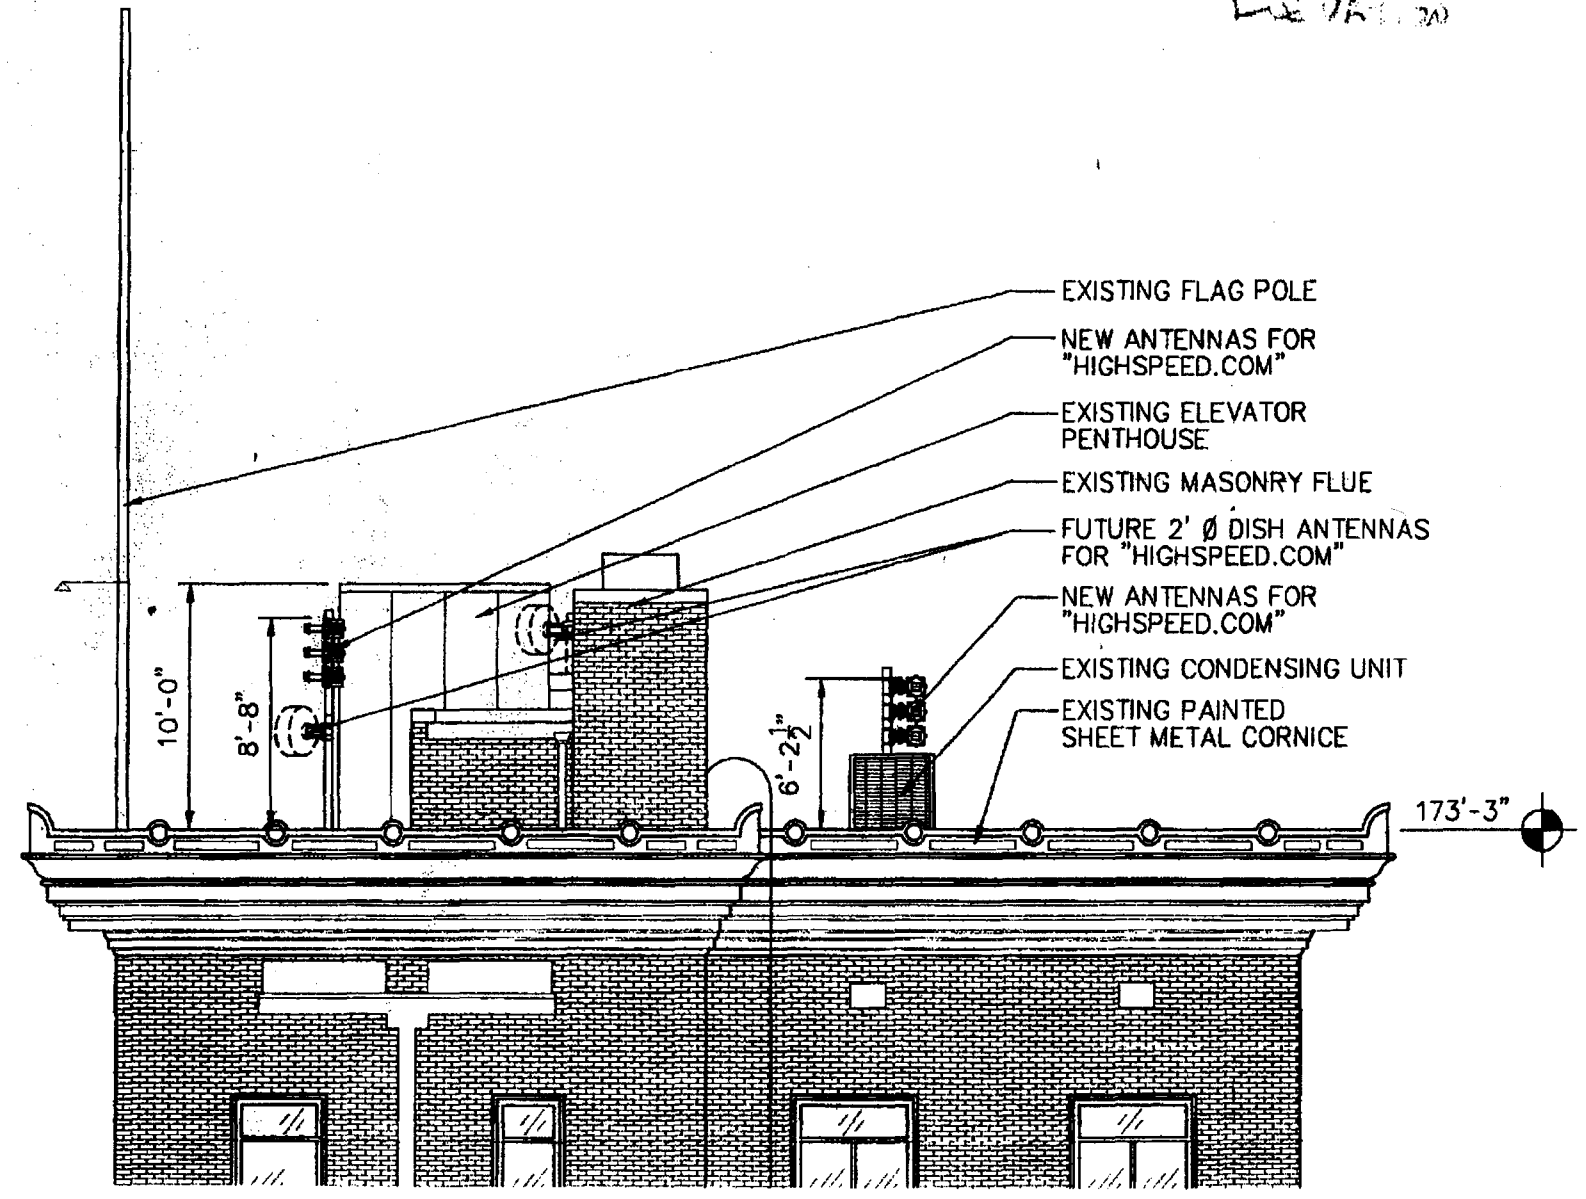 EXISTING FLAG POLE
NEW ANTENNAS FOR
"HIGHSPEED.COM"
EXISTING ELEVATOR
PENTHOUSE
EXISTING MASONRY FLUE
FUTURE 2' Ø DISH ANTENNAS
FOR "HIGHSPEED.COM"
NEW ANTENNAS FOR
"HIGHSPEED.COM"
EXISTING CONDENSING UNIT
EXISTING PAINTED
SHEET METAL CORNICE
10'-0"
8'-8"
6'-2 1/2"
173'-3"